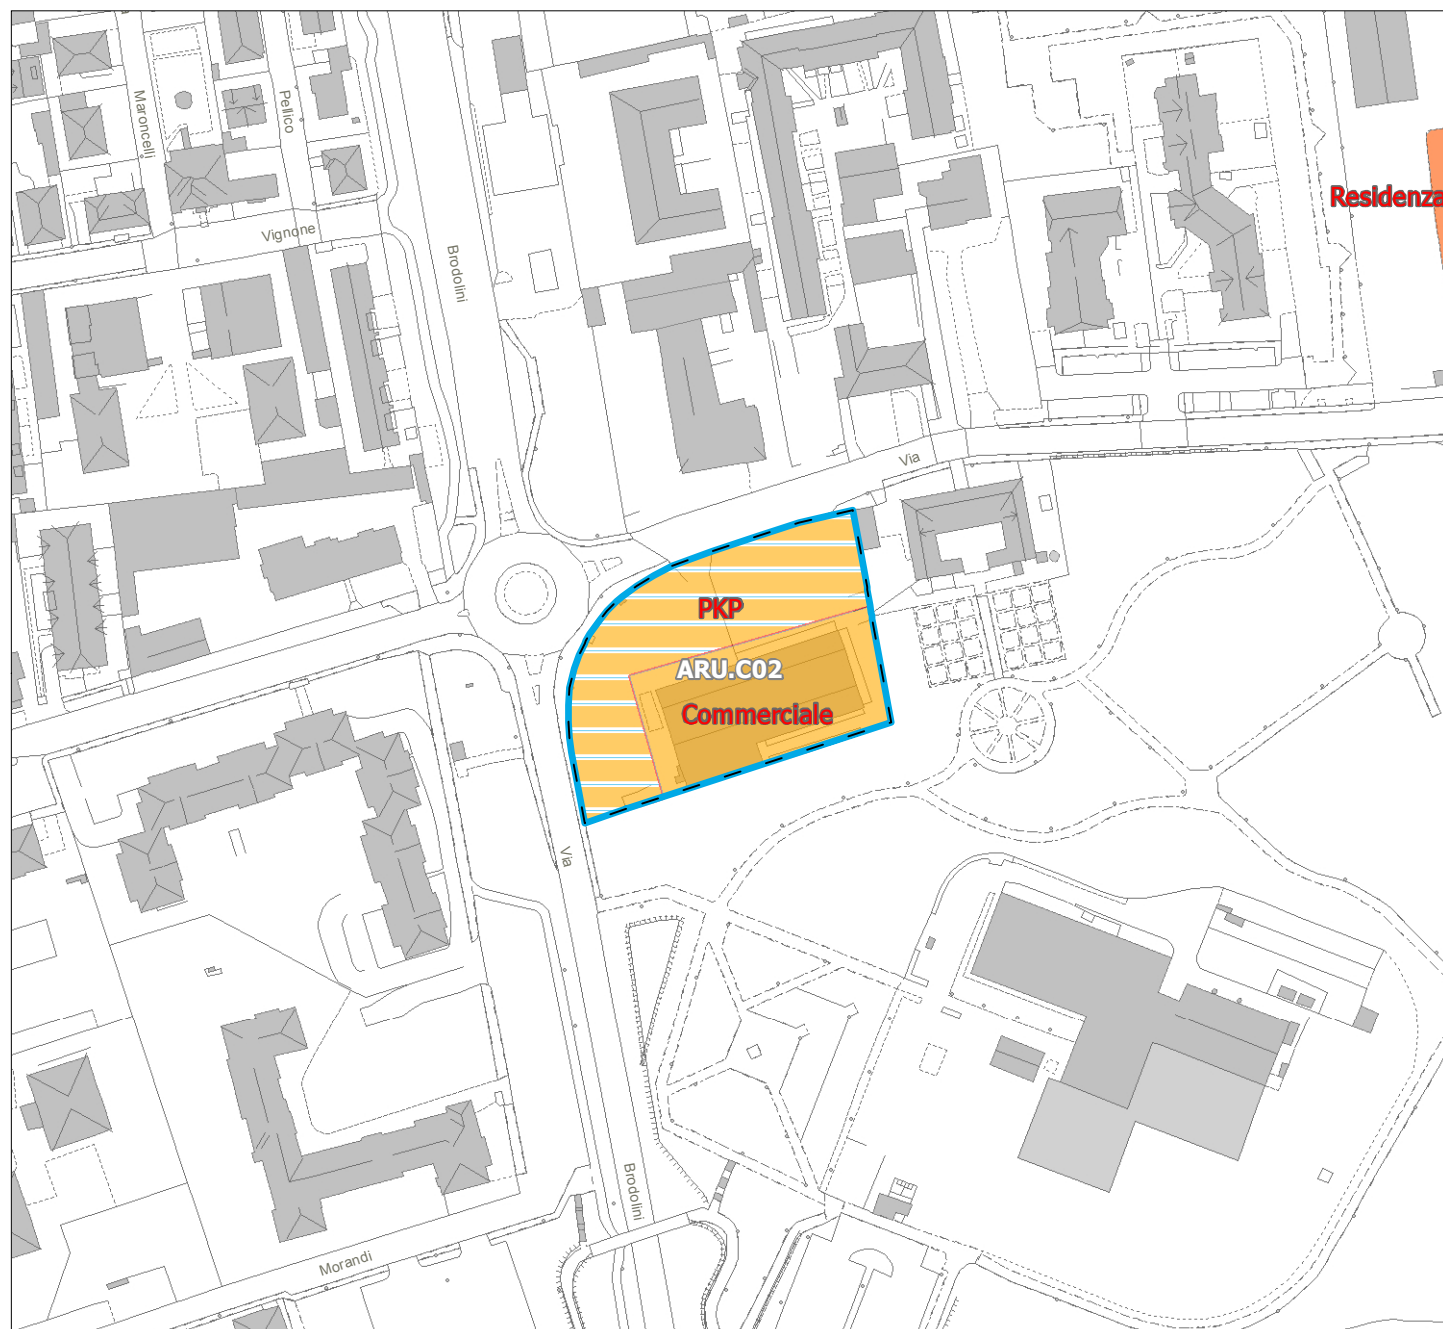 Maroncelli
Pellico
Residenza
Vignone
Brodolini
Via
PKP
ARU.C02
Commerciale
Via
Brodolini
Morandi